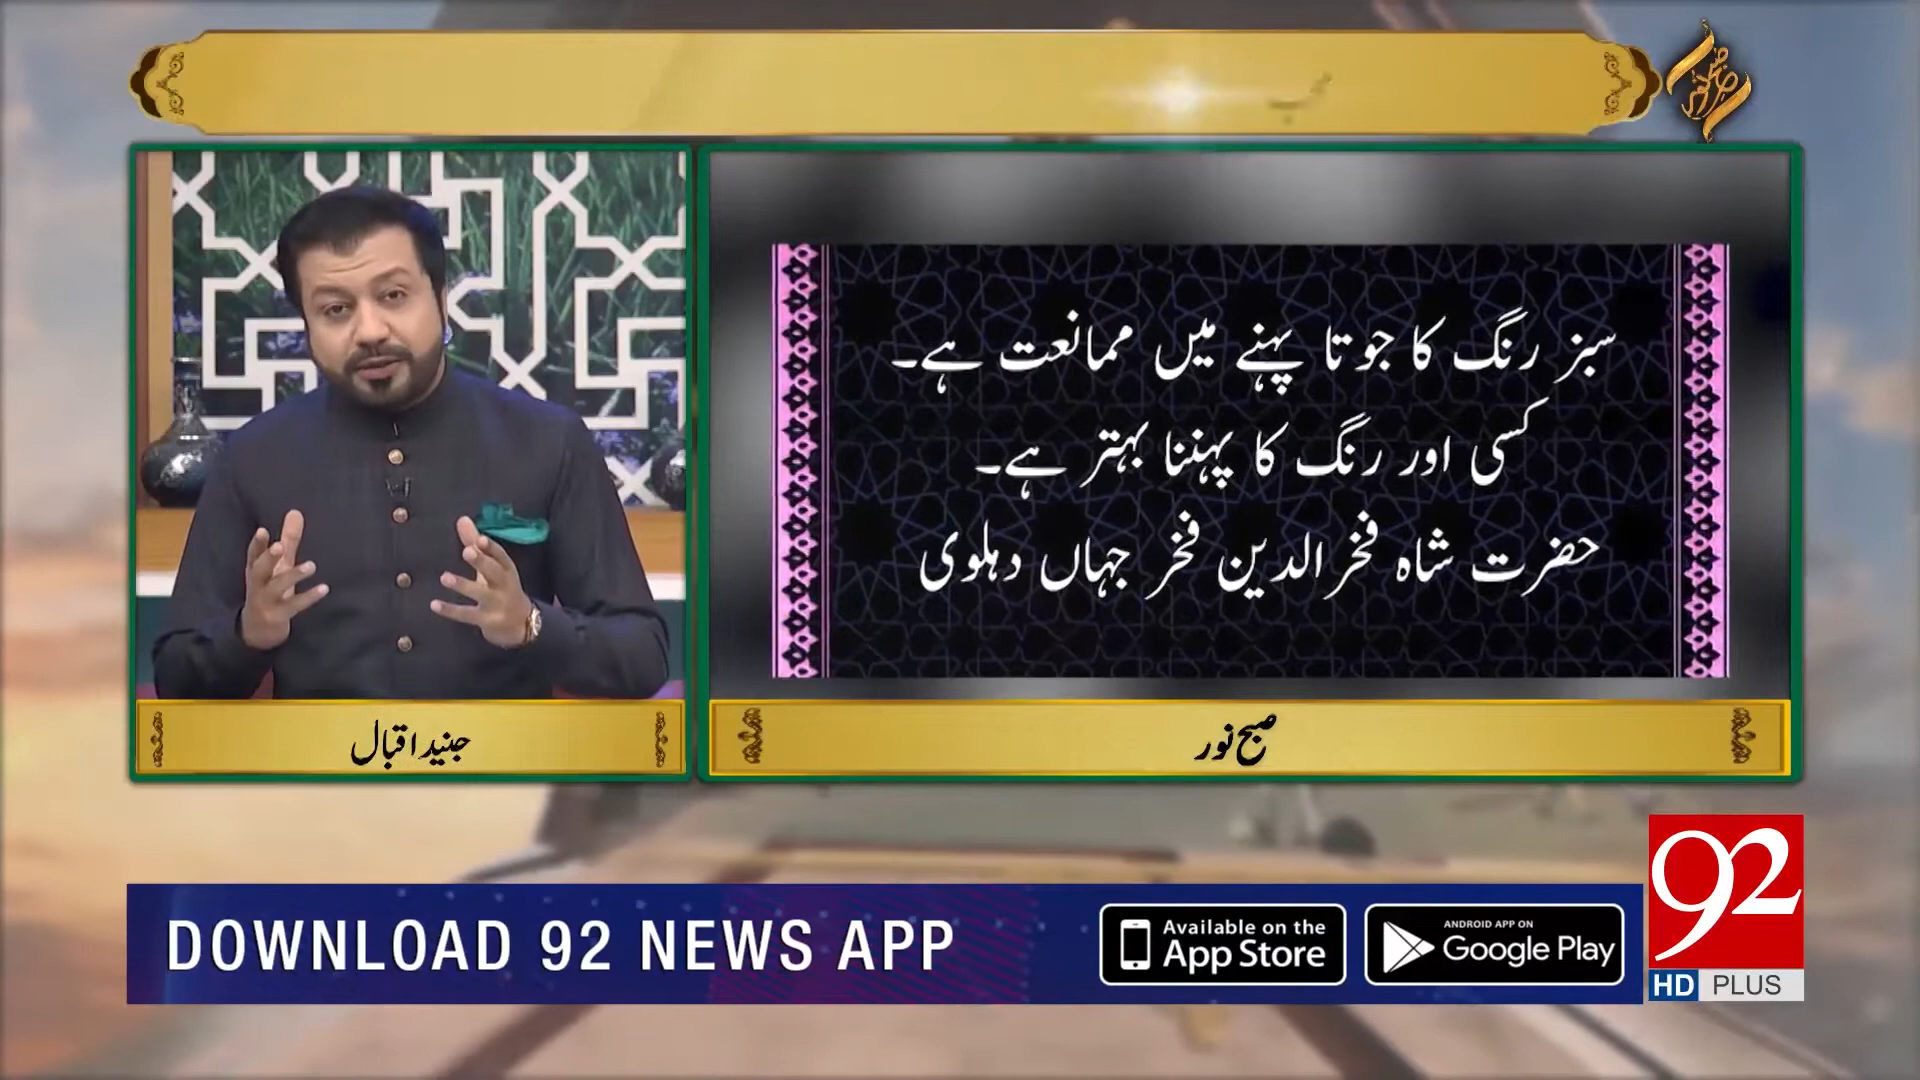 سبز رنگ کا جوتا پہنے میں ممانعت ہے۔
کسی اور رنگ کا پہننا بہتر ہے۔
حضرت شاہ فخرالدین فخر جہاں دہلوی
جنید اقبال
صبح نور
DOWNLOAD 92 NEWS APP
Available on the
App Store
ANDROID APP ON
Google Play
92
HD PLUS